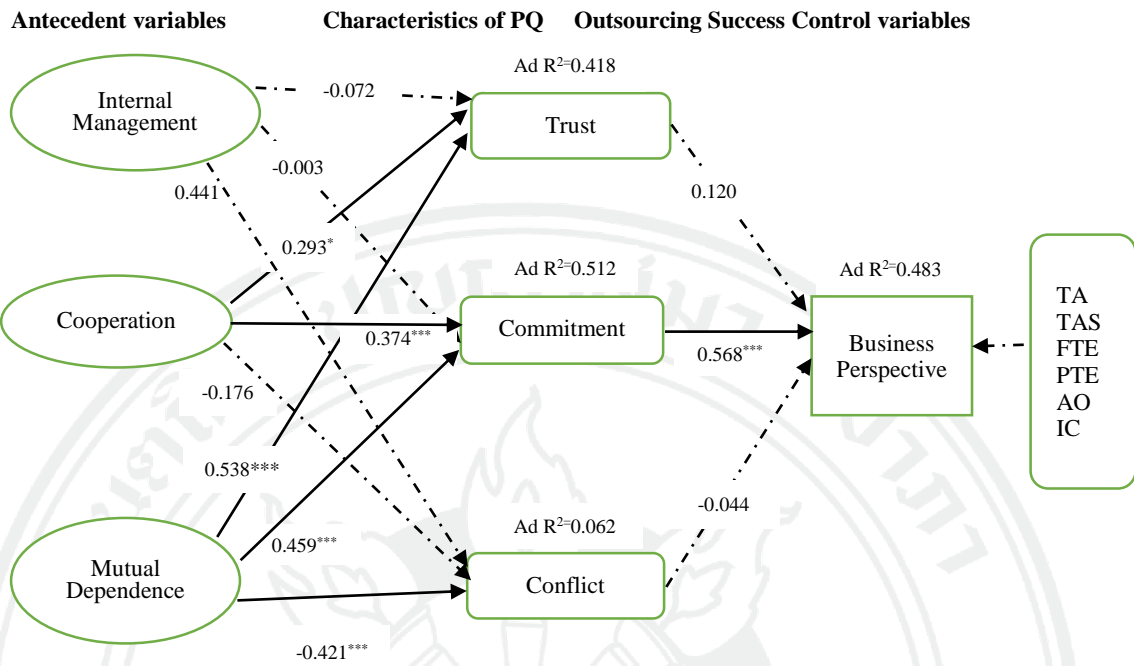 Antecedent variables Characteristics of PQ Outsourcing Success Control variables
Ad R²=0.418
Internal
Management
-0.072
Trust
-0.003
0.441
0.120
0.293*
Ad R²=0.512
Ad R²=0.483
Cooperation
0.374***
Commitment
0.568***
Business
Perspective
TA
TAS
FTE
PTE
AO
IC
-0.176
0.538***
-0.044
Ad R²=0.062
0.459***
Mutual
Dependence
Conflict
-0.421***